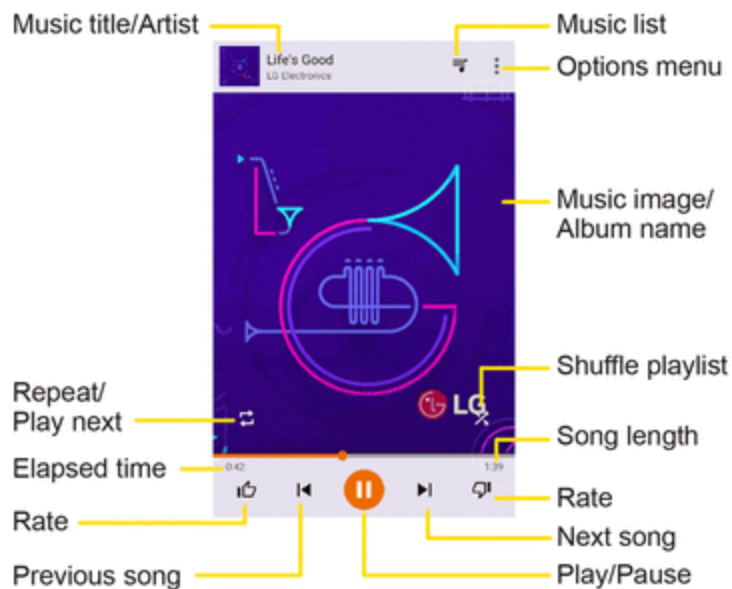 Music title/Artist
Music list
Life's Good
LG Electronics
Options menu
Music image/
Album name
Shuffle playlist
LG
Repeat/
Play next
Song length
Elapsed time
0:42
1:39
Rate
Rate
Next song
Previous song
Play/Pause